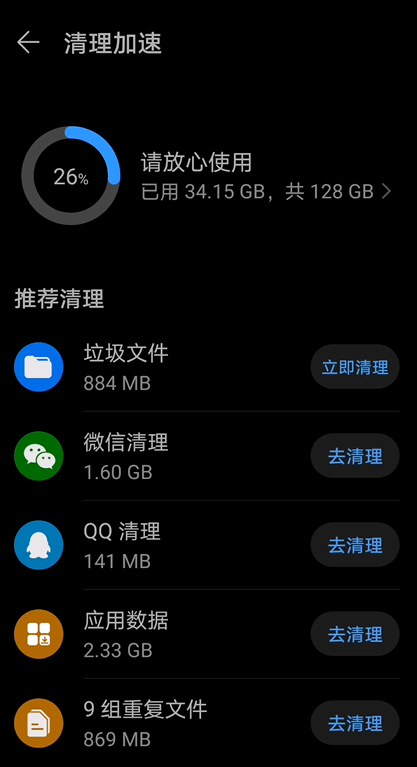 清理加速
26%
请放心使用
已用 34.15 GB，共 128 GB
推荐清理
垃圾文件
884 MB
立即清理
微信清理
1.60 GB
去清理
QQ 清理
141 MB
去清理
应用数据
2.33 GB
去清理
9 组重复文件
869 MB
去清理